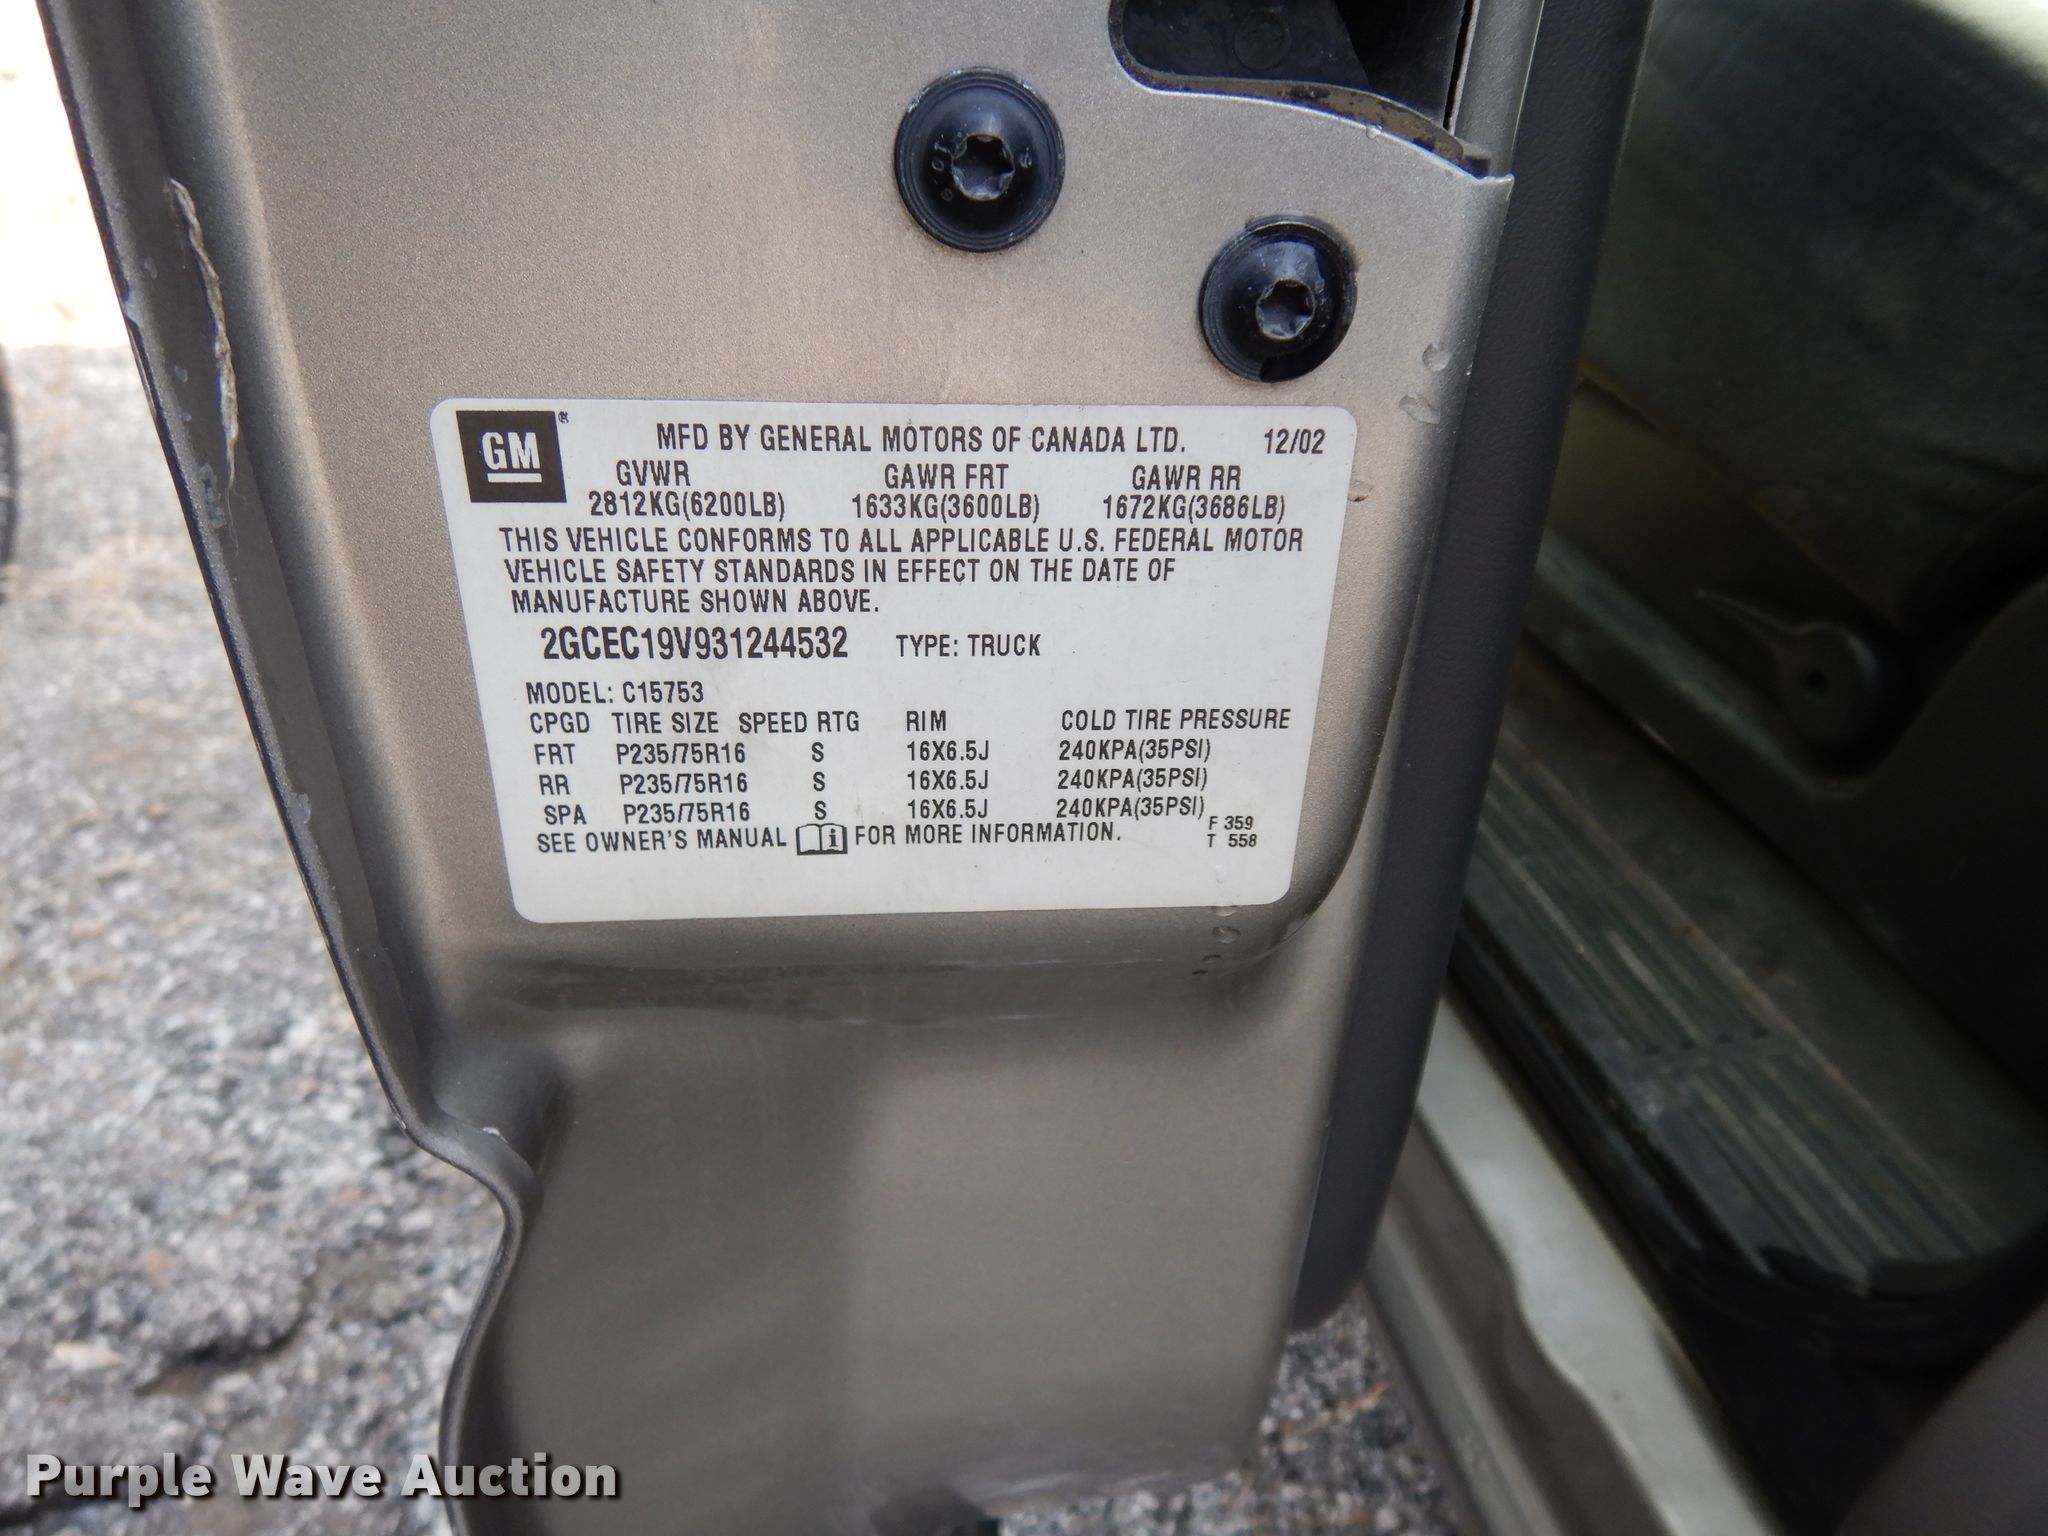 GM ®
MFD BY GENERAL MOTORS OF CANADA LTD. 12/02
GVWR GAWR FRT GAWR RR
2812KG(6200LB) 1633KG(3600LB) 1672KG(3686LB)
THIS VEHICLE CONFORMS TO ALL APPLICABLE U.S. FEDERAL MOTOR
VEHICLE SAFETY STANDARDS IN EFFECT ON THE DATE OF
MANUFACTURE SHOWN ABOVE.
2GCEC19V931244532 TYPE: TRUCK
MODEL: C15753
CPGD TIRE SIZE SPEED RTG RIM COLD TIRE PRESSURE
FRT P235/75R16 S 16X6.5J 240KPA(35PSI)
RR P235/75R16 S 16X6.5J 240KPA(35PSI)
SPA P235/75R16 S 16X6.5J 240KPA(35PSI)
SEE OWNER'S MANUAL i FOR MORE INFORMATION.
F 359
T 558
Purple Wave Auction